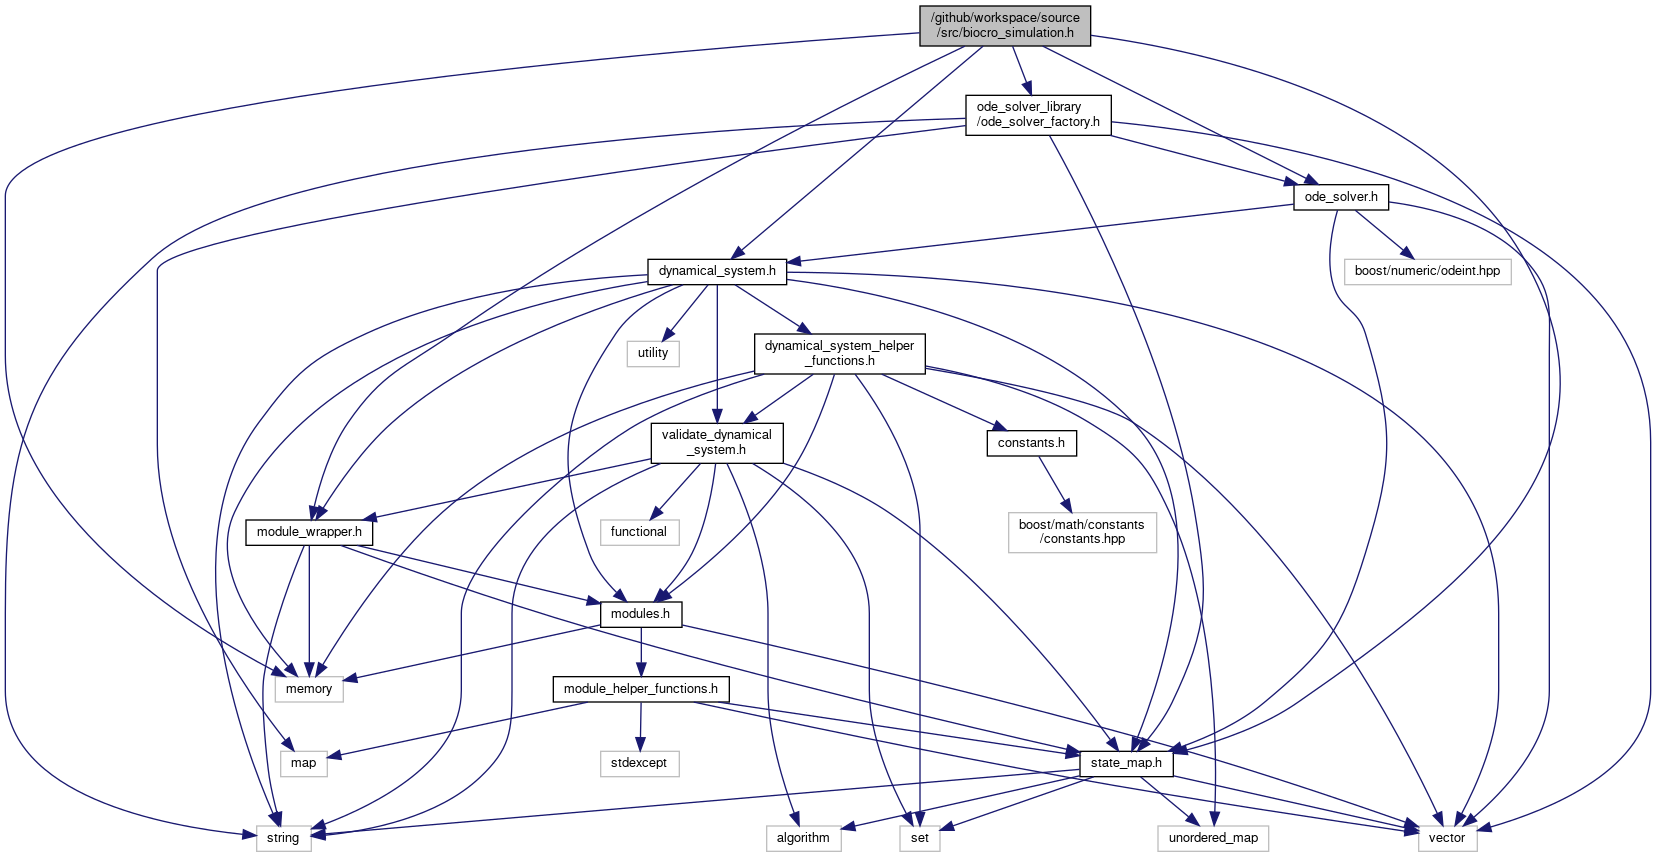 /github/workspace/source
/src/biocro_simulation.h
ode_solver_library
/ode_solver_factory.h
ode_solver.h
dynamical_system.h
boost/numeric/odeint.hpp
utility
dynamical_system_helper
_functions.h
validate_dynamical
_system.h
constants.h
module_wrapper.h
functional
boost/math/constants
/constants.hpp
modules.h
memory
module_helper_functions.h
map
stdexcept
state_map.h
string
algorithm
set
unordered_map
vector